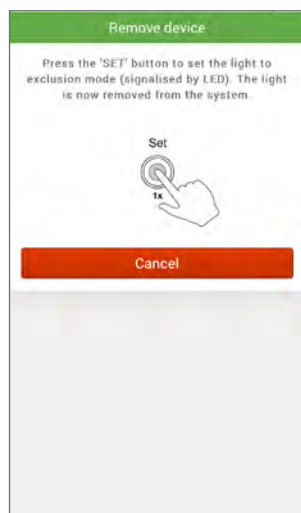 Remove device
Press the 'SET' button to set the light to
exclusion mode (signalised by LED). The light
is now removed from the system.
Set
1x
Cancel